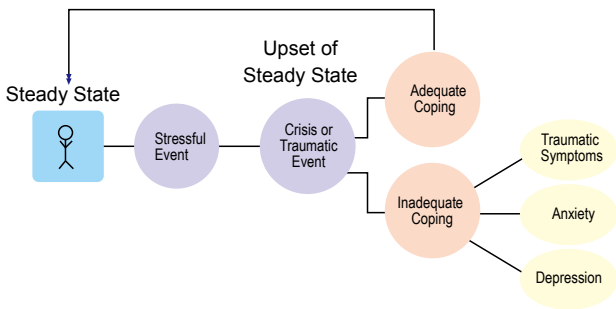 Steady State
Stressful
Event
Upset of
Steady State
Crisis or
Traumatic
Event
Adequate
Coping
Inadequate
Coping
Traumatic
Symptoms
Anxiety
Depression